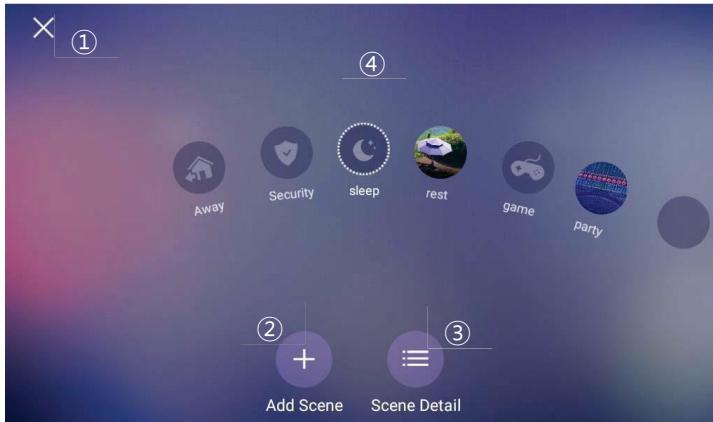 ①
④
Away
Security
sleep
rest
game
party
②
③
Add Scene
Scene Detail